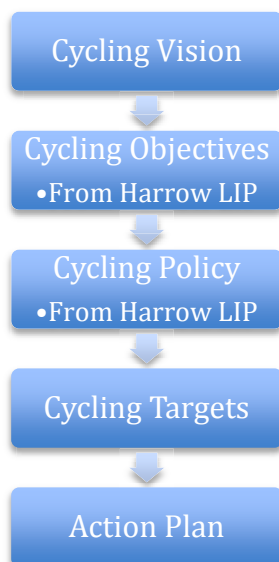 Cycling Vision
Cycling Objectives
•From Harrow LIP
Cycling Policy
•From Harrow LIP
Cycling Targets
Action Plan